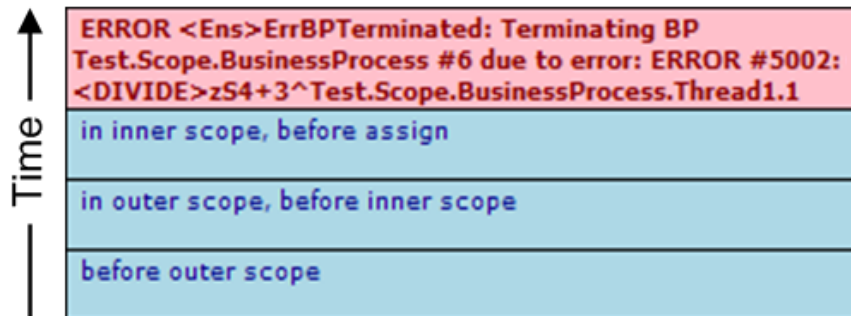 Time
ERROR <Ens>ErrBPTerminated: Terminating BP
Test.Scope.BusinessProcess #6 due to error: ERROR #5002:
<DIVIDE>zS4+3^Test.Scope.BusinessProcess.Thread1.1
in inner scope, before assign
in outer scope, before inner scope
before outer scope